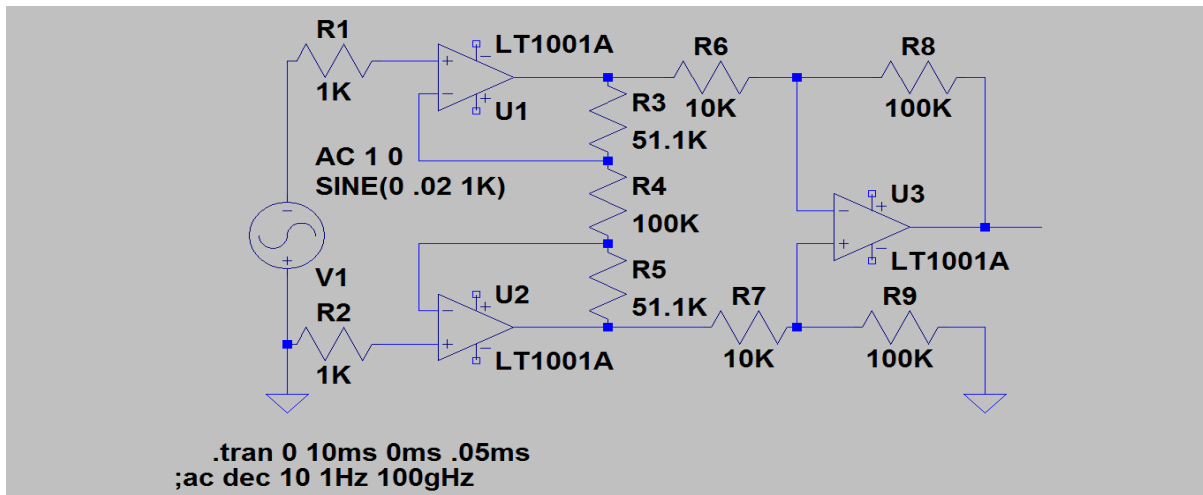 R1
1K
LT1001A
U1
R6
10K
R8
100K
R3
51.1K
AC 1 0
SINE(0 .02 1K)
R4
100K
U3
LT1001A
V1
R2
1K
U2
LT1001A
R5
51.1K
R7
10K
R9
100K
.tran 0 10ms 0ms .05ms
;ac dec 10 1Hz 100gHz